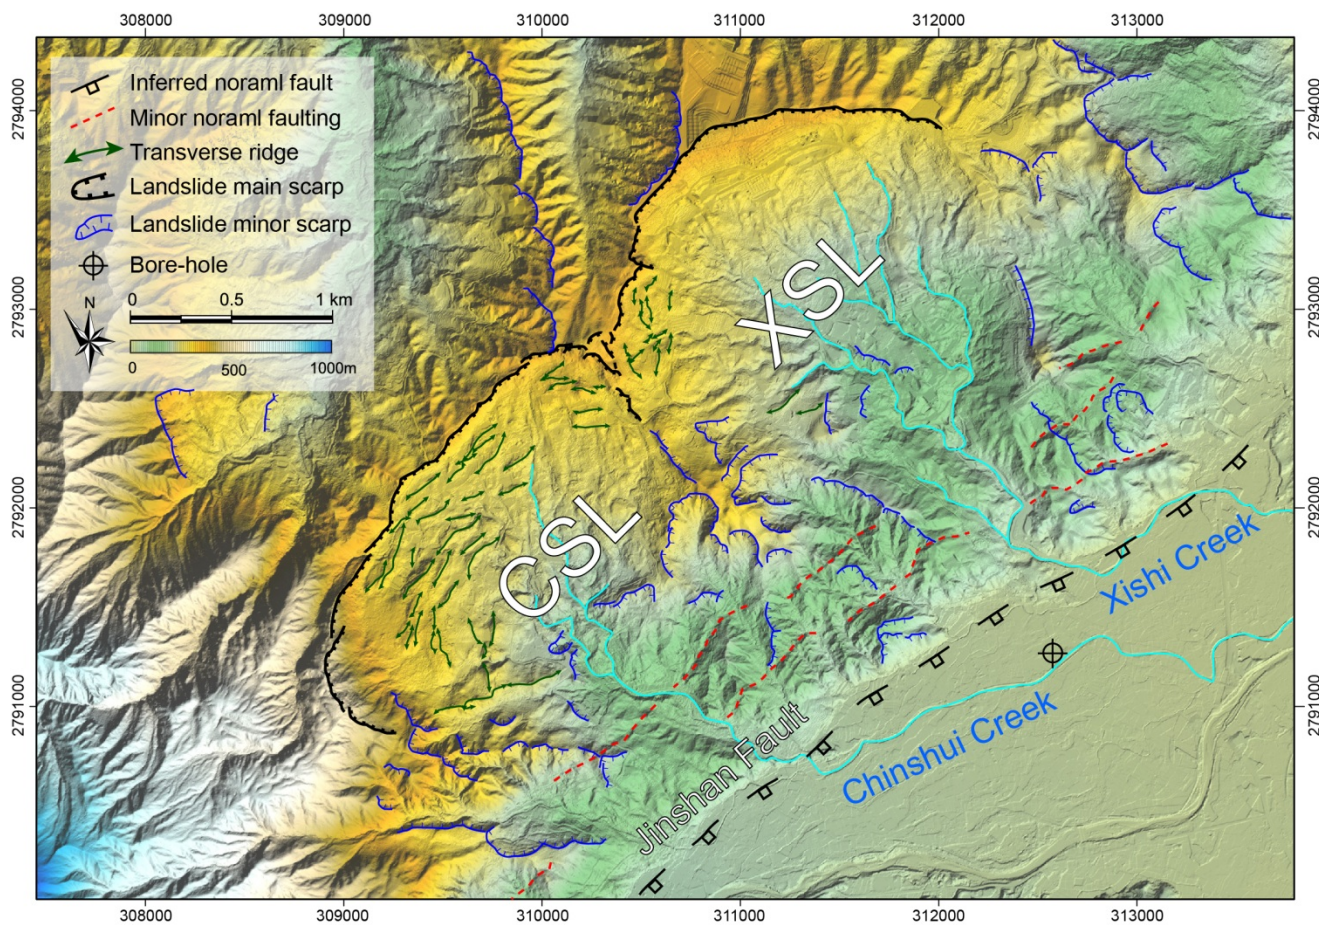 308000 309000 310000 311000 312000 313000
2794000 2794000
2793000 2793000
2792000 2792000
2791000 2791000
Inferred noraml fault
Minor noraml faulting
Transverse ridge
Landslide main scarp
Landslide minor scarp
Bore-hole
N
0 0.5 1 km
0 500 1000m
XSL
CSL
Xishi Creek
Chinshui Creek
Jinshan Fault
308000 309000 310000 311000 312000 313000